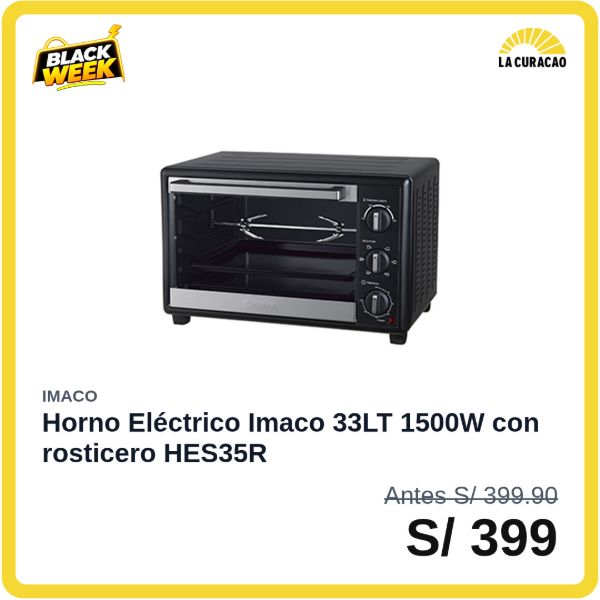 BLACK
WEEK
LA CURACAO
IMACO
Horno Eléctrico Imaco 33LT 1500W con
rosticero HES35R
Antes S/ 399.90
S/ 399